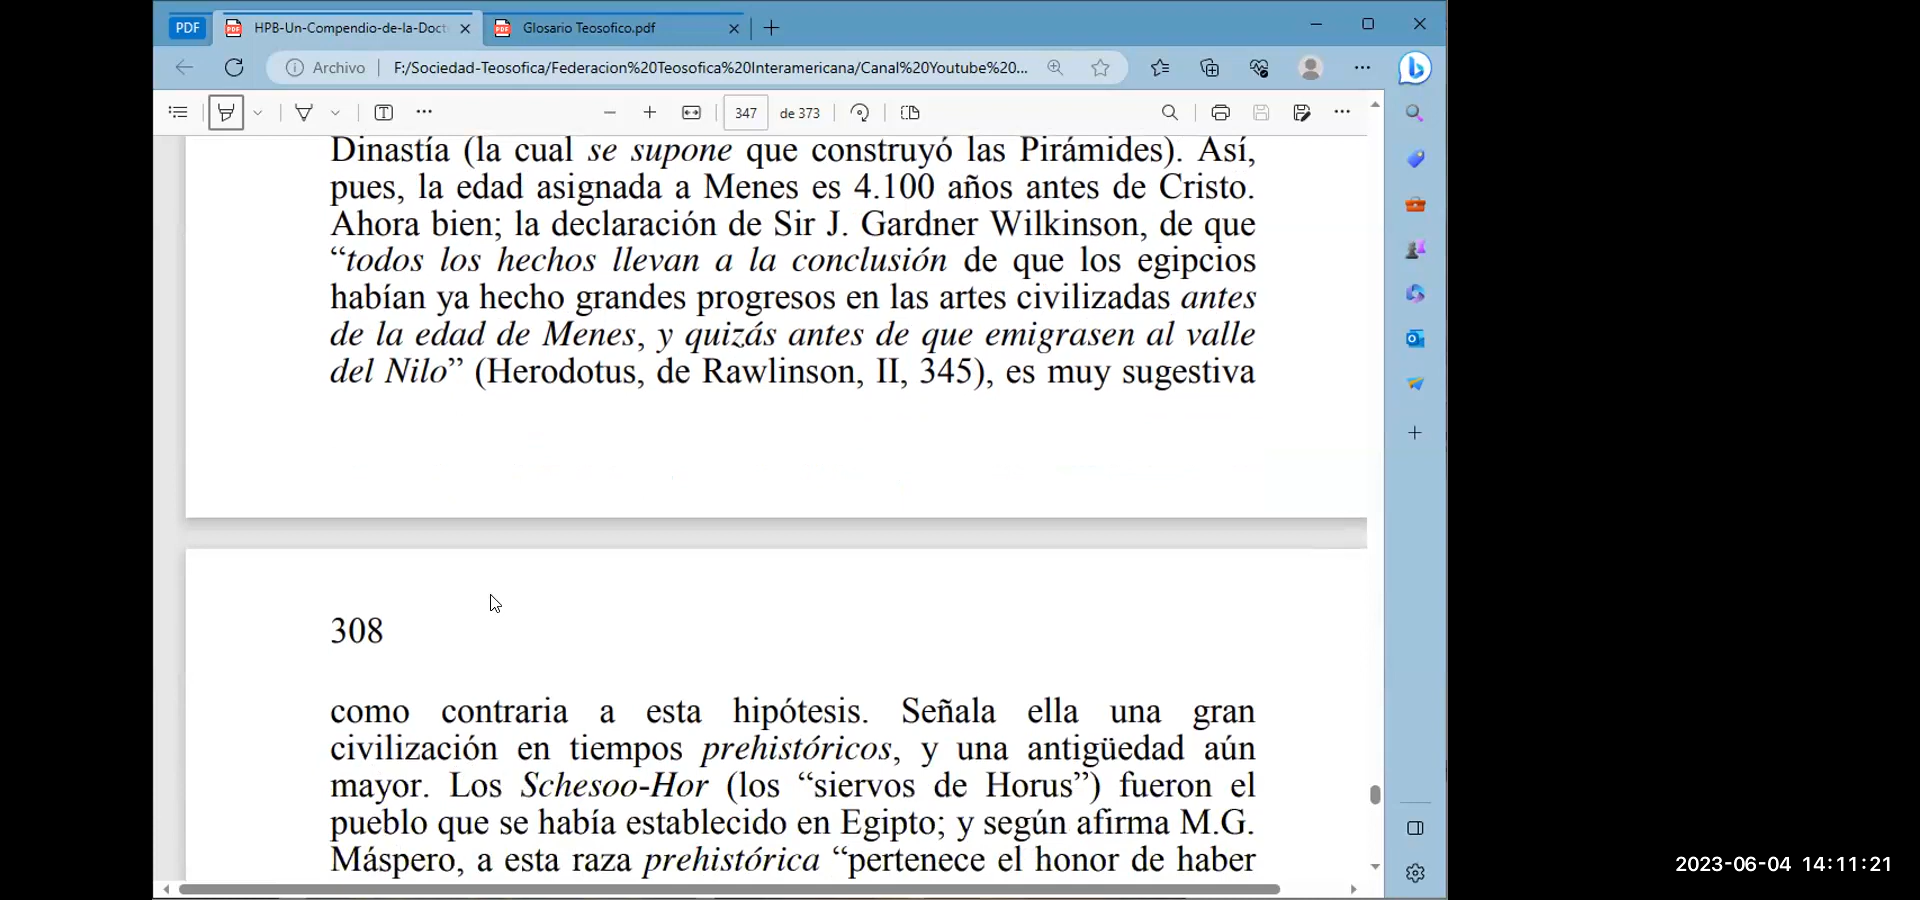 PDF
HPB-Un-Compendio-de-la-Doct
Glosario Teosofico.pdf
Archivo
F:/Sociedad-Teosofica/Federacion%20Teosofica%20Interamericana/Canal%20Youtube%20...
347
de 373
Dinastía (la cual se supone que construyó las Pirámides). Así,
pues, la edad asignada a Menes es 4.100 años antes de Cristo.
Ahora bien; la declaración de Sir J. Gardner Wilkinson, de que
“todos los hechos llevan a la conclusión de que los egipcios
habían ya hecho grandes progresos en las artes civilizadas antes
de la edad de Menes, y quizás antes de que emigrasen al valle
del Nilo” (Herodotus, de Rawlinson, II, 345), es muy sugestiva
308
como contraria a esta hipótesis. Señala ella una gran
civilización en tiempos prehistóricos, y una antigüedad aún
mayor. Los Schesoo-Hor (los “siervos de Horus”) fueron el
pueblo que se había establecido en Egipto; y según afirma M.G.
Máspero, a esta raza prehistórica “pertenece el honor de haber
2023-06-04 14:11:21